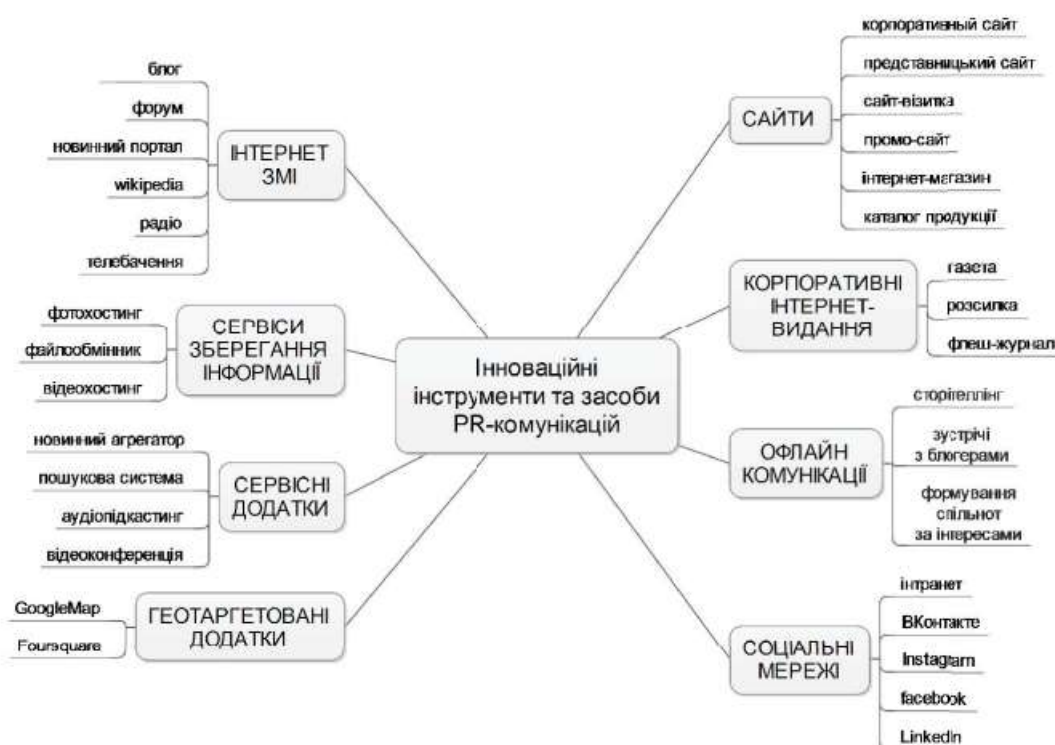 блог
форум
новинний портал
wikipedia
радіо
телебачення
ІНТЕРНЕТ
ЗМІ
фотохостинг
файлообмінник
відеохостинг
СЕРВІСИ
ЗБЕРЕГАННЯ
ІНФОРМАЦІЇ
новинний агрегатор
пошукова система
аудіопідкастинг
відеоконференція
СЕРВІСНІ
ДОДАТКИ
GoogleMap
Foursquare
ГЕОТАРГЕТОВАНІ
ДОДАТКИ
Інноваційні
інструменти та засоби
PR-комунікацій
САЙТИ
корпоративный сайт
представницький сайт
сайт-візитка
промо-сайт
інтернет-магазин
каталог продукції
КОРПОРАТИВНІ
ІНТЕРНЕТ-
ВИДАННЯ
газета
розсилка
флеш-журнал
ОФЛАЙН
КОМУНІКАЦІЇ
сторітеллінг
зустрічі
з блогерами
формування
спільнот
за інтересами
СОЦІАЛЬНІ
МЕРЕЖІ
інтранет
ВКонтакте
Instagram
facebook
LinkedIn